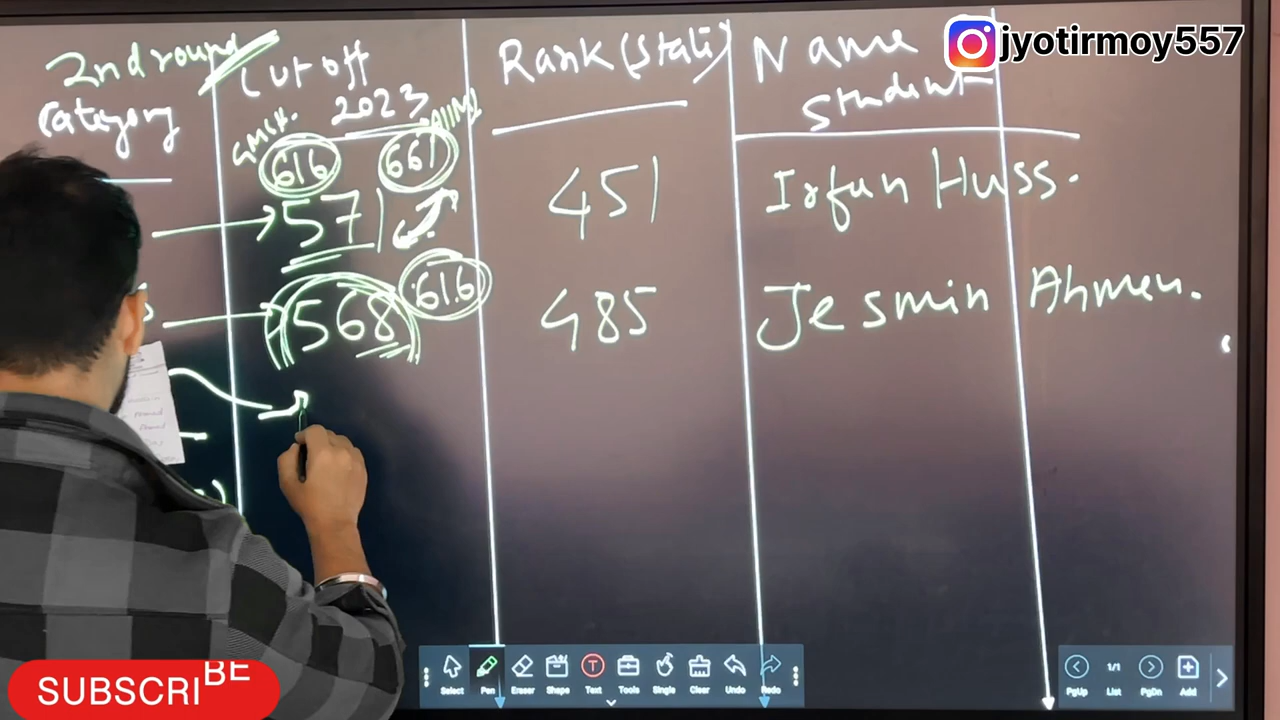 jyotirmoy557
2nd round
Category
Cut off
2023
Rank (State)
Name
Student
GMCH.
AIIMS
616
661
571
451
Irfan Huss.
568
616
485
Jesmin Ahmen.
SUBSCRIBE
Select
Pen
Eraser
Shape
Text
Tools
Single
Clear
Undo
Redo
PgUp
1/1
List
PgDn
Add